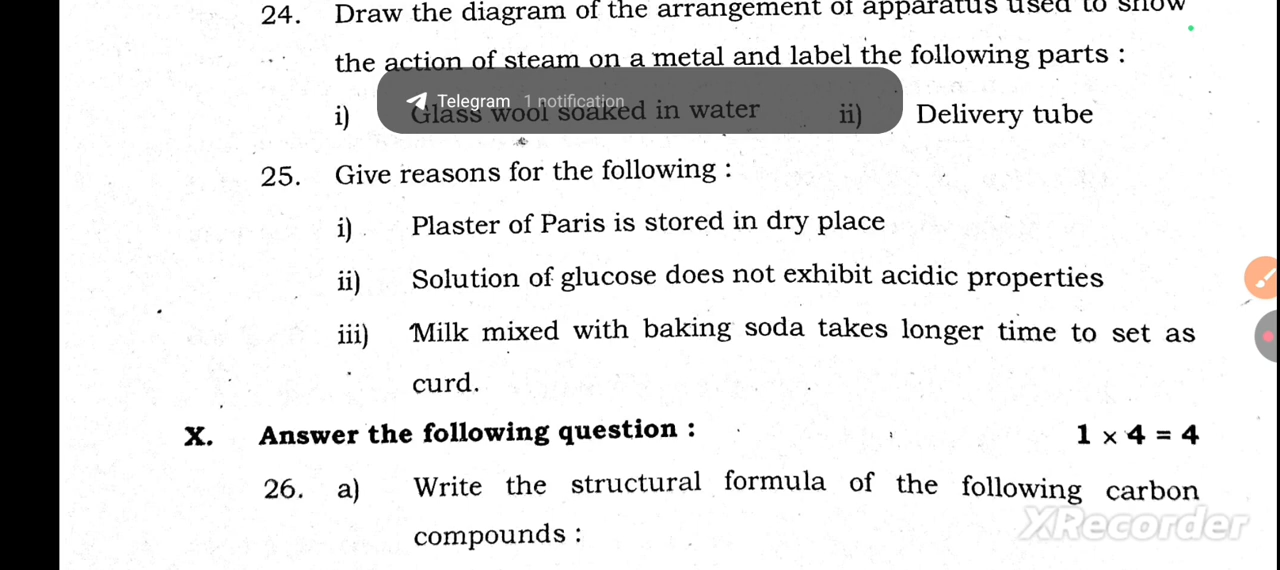 24. Draw the diagram of the arrangement of apparatus used to show
the action of steam on a metal and label the following parts :
Telegram 1 notification
i) Glass wool soaked in water ii) Delivery tube
25. Give reasons for the following :
i) Plaster of Paris is stored in dry place
ii) Solution of glucose does not exhibit acidic properties
iii) Milk mixed with baking soda takes longer time to set as
curd.
X. Answer the following question : 1 × 4 = 4
26. a) Write the structural formula of the following carbon
compounds :
XRecorder